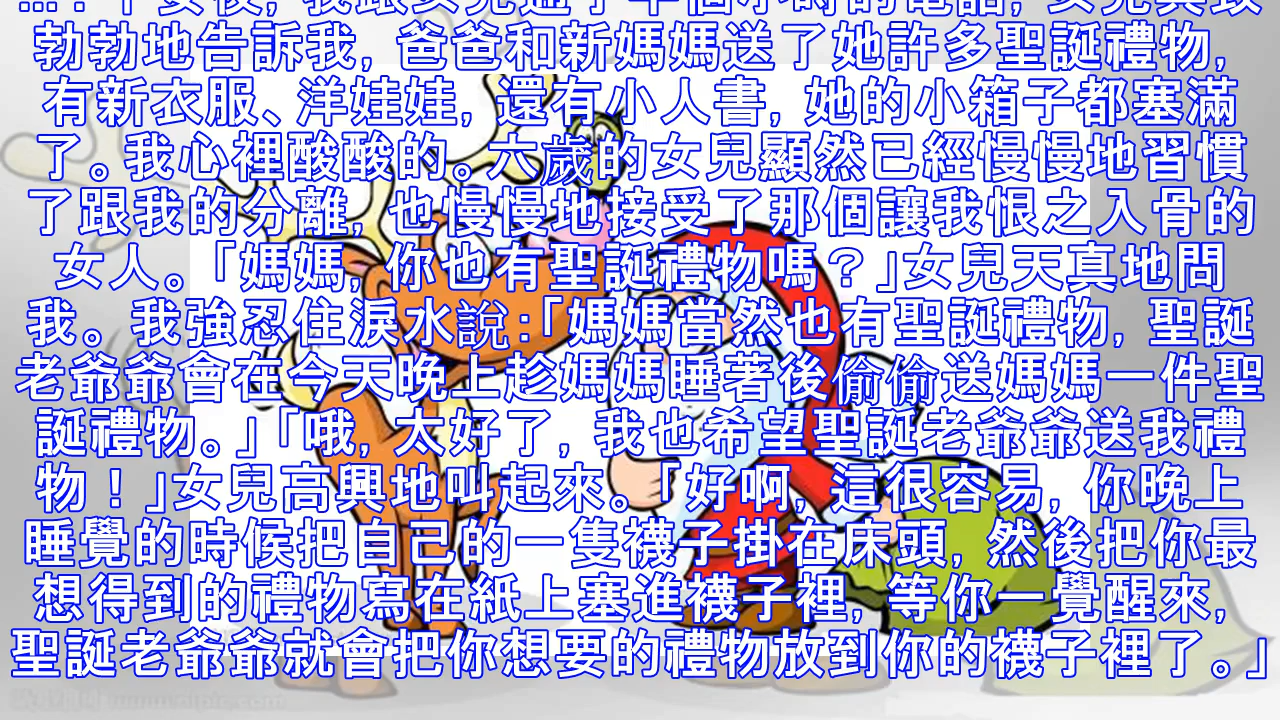 勃勃地告訴我, 爸爸和新媽媽送了她許多聖誕禮物,
有新衣服、洋娃娃, 還有小人書, 她的小箱子都塞滿
了。我心裡酸酸的。六歲的女兒顯然已經慢慢地習慣
了跟我的分離, 也慢慢地接受了那個讓我恨之入骨的
女人。「媽媽, 你也有聖誕禮物嗎？」女兒天真地問
我。我強忍住淚水說:「媽媽當然也有聖誕禮物, 聖誕
老爺爺會在今天晚上趁媽媽睡著後偷偷送媽媽一件聖
誕禮物。」「哦, 太好了, 我也希望聖誕老爺爺送我禮
物！」女兒高興地叫起來。「好啊, 這很容易, 你晚上
睡覺的時候把自己的一隻襪子掛在床頭, 然後把你最
想得到的禮物寫在紙上塞進襪子裡, 等你一覺醒來,
聖誕老爺爺就會把你想要的禮物放到你的襪子裡了。」